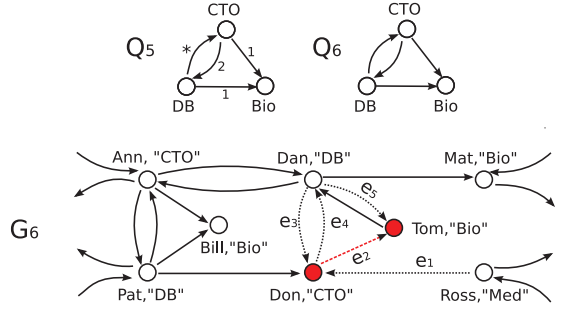 CTO CTO
Q5 * 2 1 Q6
DB 1 Bio DB Bio
Ann, "CTO" Dan,"DB" Mat,"Bio"
e5
G6 e3 e4 Tom,"Bio"
Bill,"Bio" e2
e1
Pat,"DB" Don,"CTO" Ross,"Med"